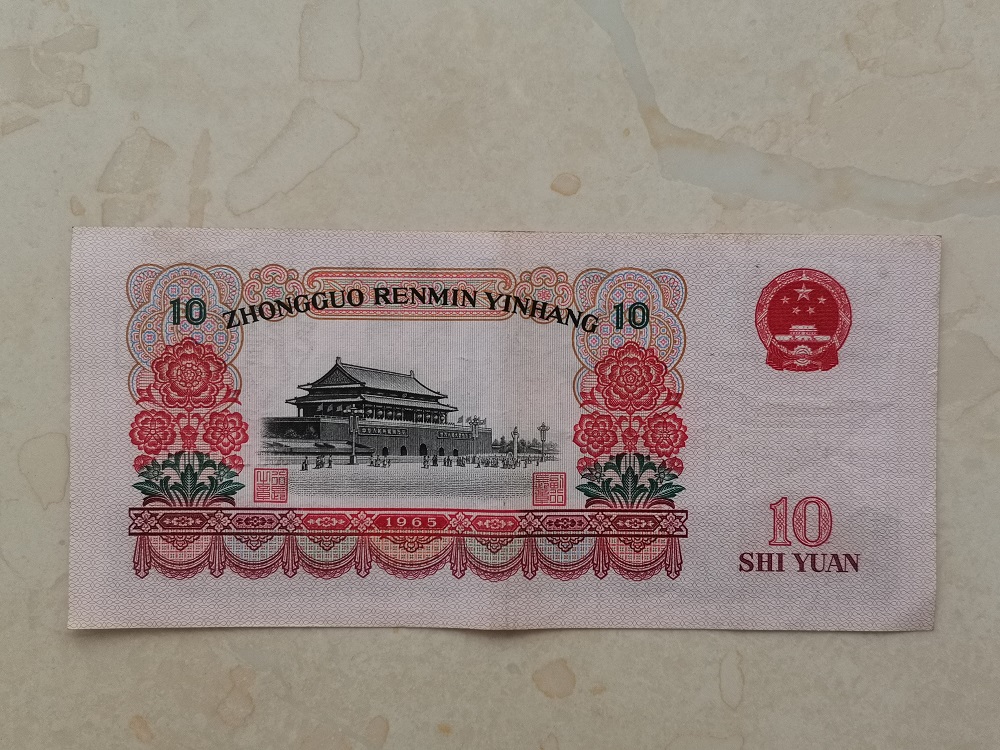 10 ZHONGGUO RENMIN YINHANG 10
1965
10
SHI YUAN